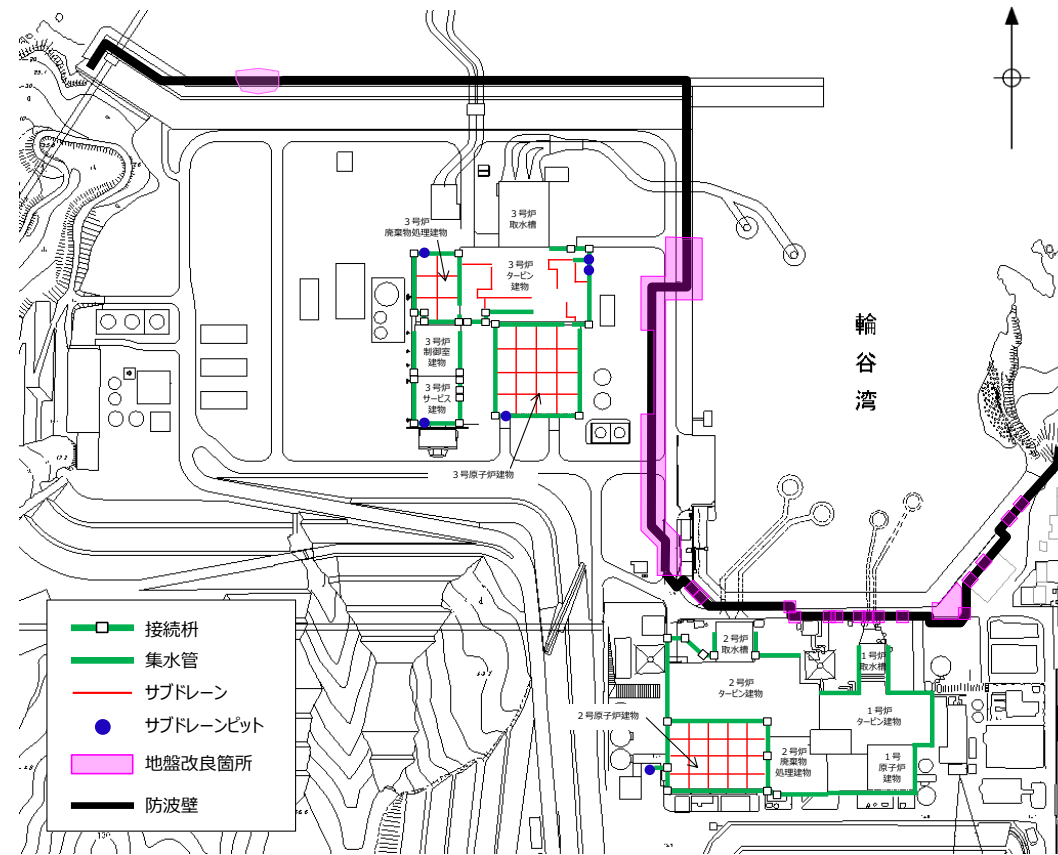 3号炉
廃棄物処理建物
3号炉
取水槽
3号炉
タービン
建物
3号炉
制御室
建物
3号炉
サービス
建物
3号原子炉建物
輪
谷
湾
接続枡
集水管
サブドレーン
サブドレーンピット
地盤改良箇所
防波壁
2号炉
取水槽
1号炉
取水槽
2号炉
タービン建物
2号原子炉建物
1号炉
タービン建物
2号炉
廃棄物
処理建物
1号
原子炉
建物